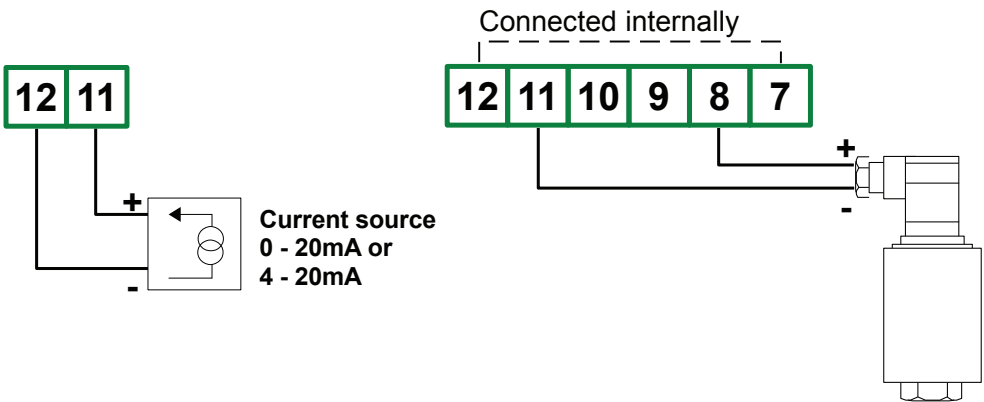 Connected internally
12 11
12 11 10 9 8 7
+
-
+
-
Current source
0 - 20mA or
4 - 20mA